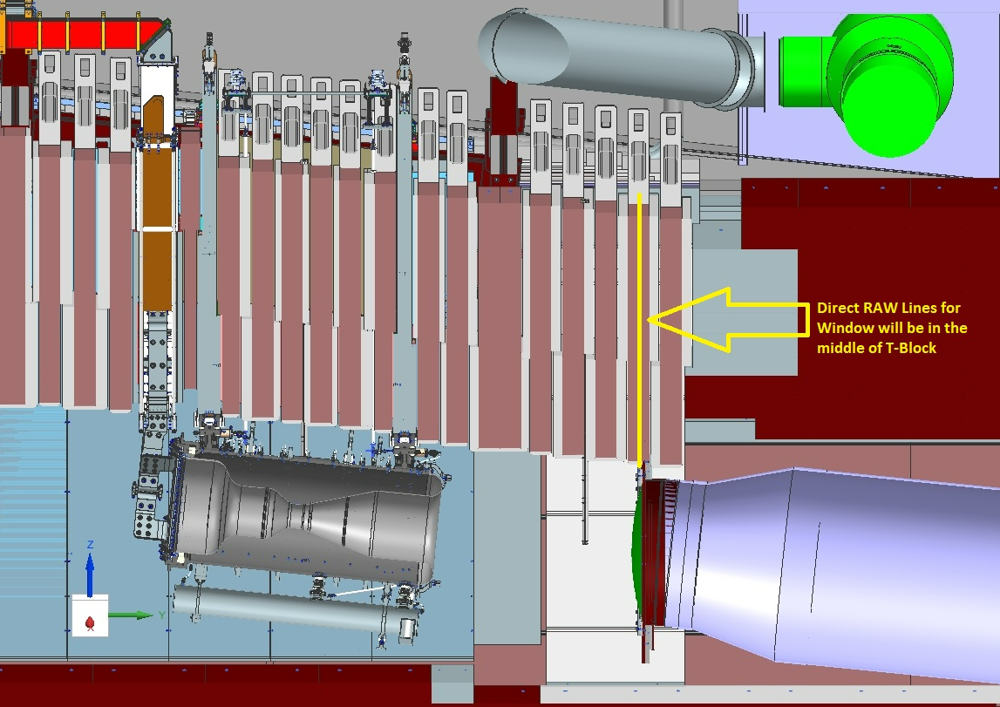 Direct RAW Lines for
Window will be in the
middle of T-Block
Z
Y
X